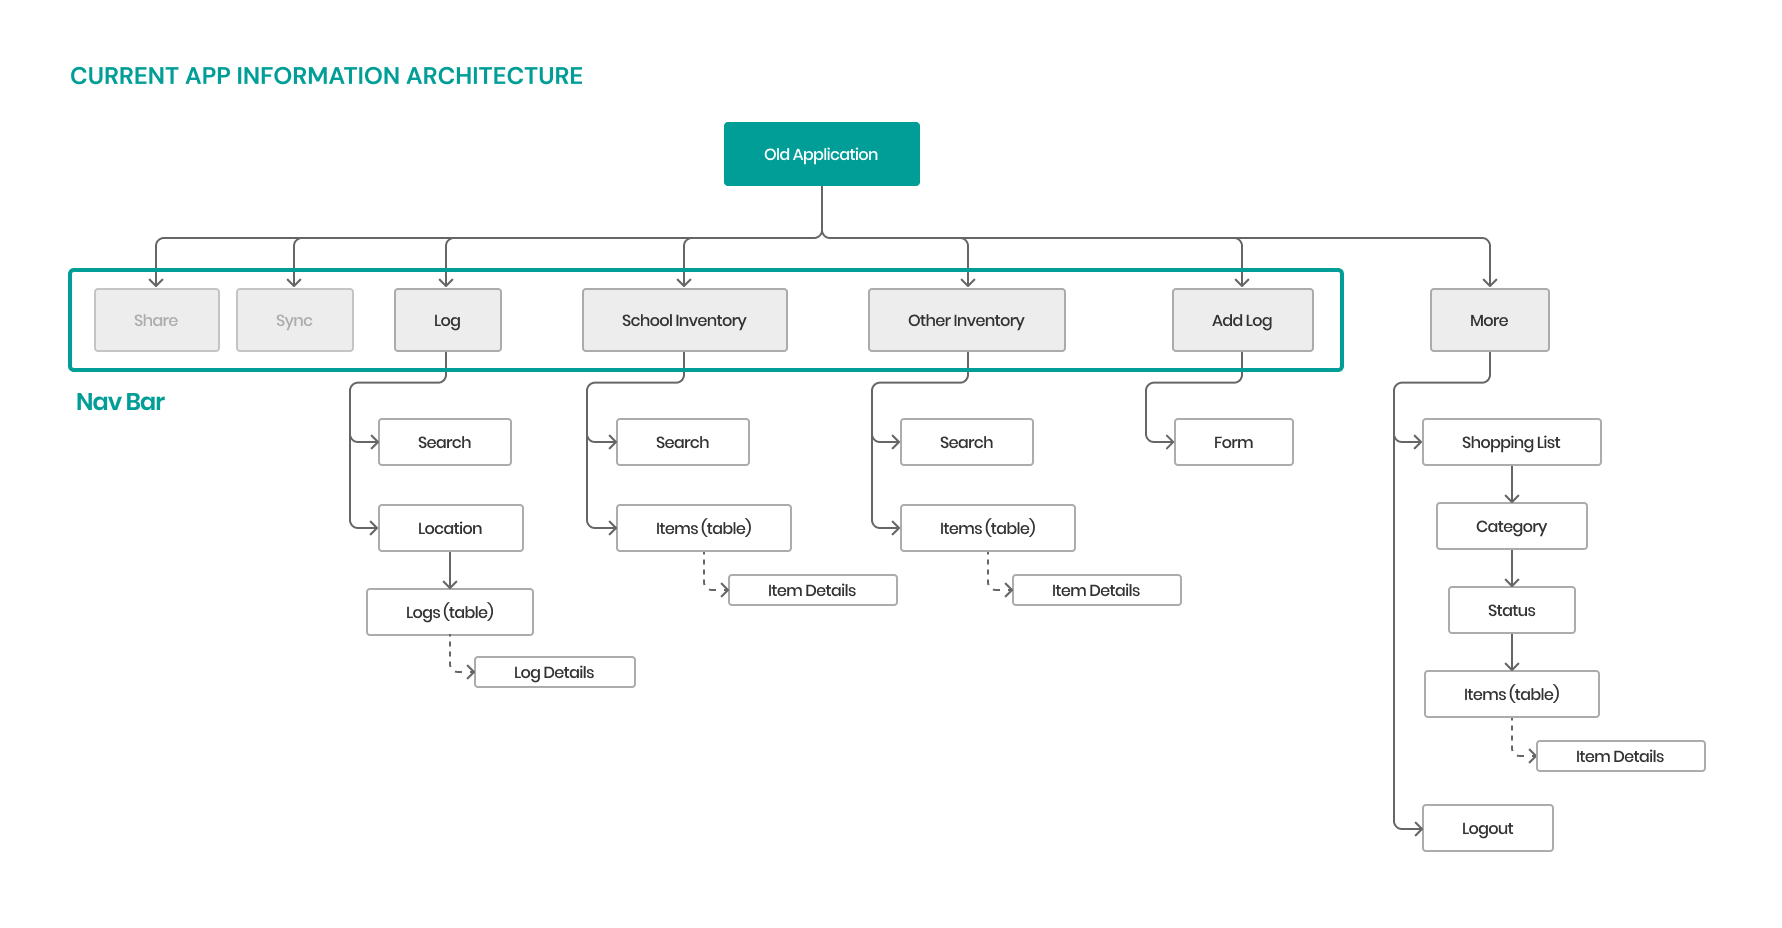 CURRENT APP INFORMATION ARCHITECTURE
Old Application
Share
Sync
Log
School Inventory
Other Inventory
Add Log
More
Nav Bar
Search
Search
Search
Form
Shopping List
Location
Items (table)
Items (table)
Category
Item Details
Item Details
Logs (table)
Status
Log Details
Items (table)
Item Details
Logout